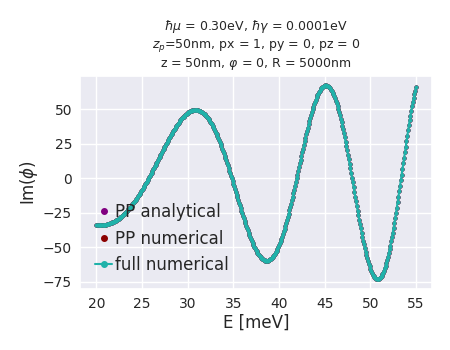 ħμ = 0.30eV, ħγ = 0.0001eV
z_p=50nm, px = 1, py = 0, pz = 0
z = 50nm, φ = 0, R = 5000nm
Im(ϕ)
50
25
0
−25
−50
−75
PP analytical
PP numerical
full numerical
20 25 30 35 40 45 50 55
E [meV]